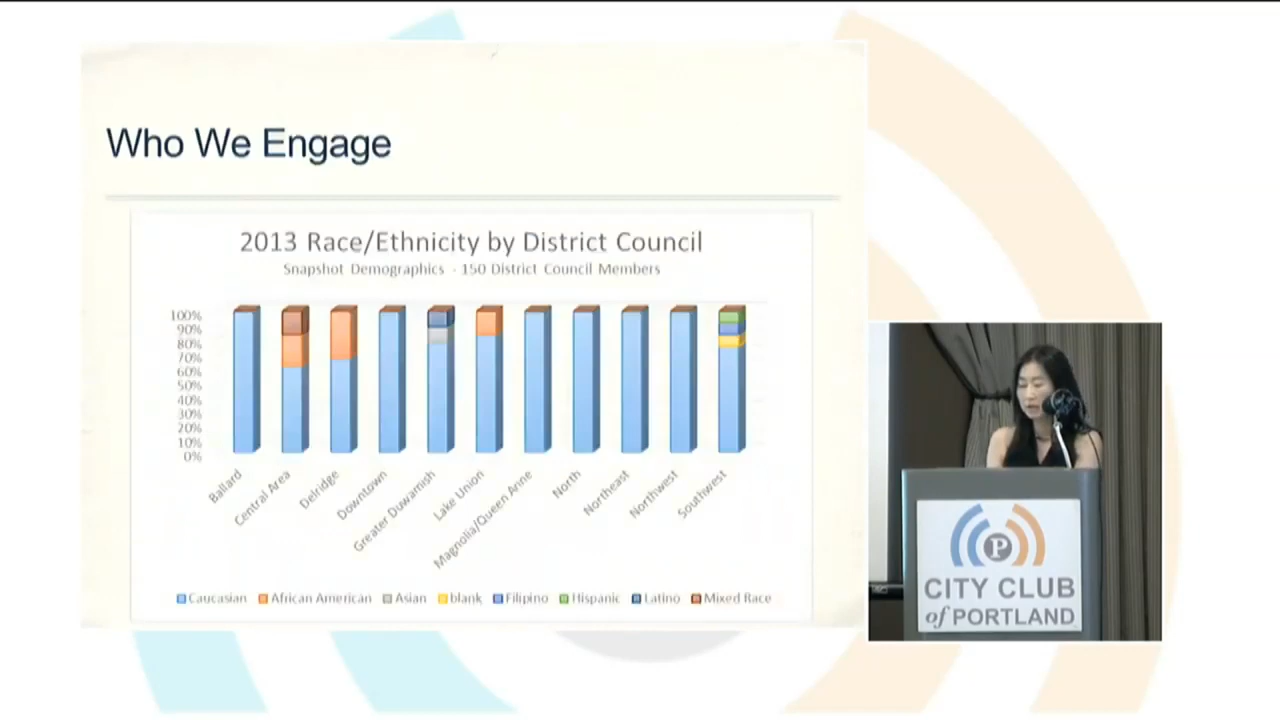 Who We Engage
2013 Race/Ethnicity by District Council
Snapshot Demographics - 150 District Council Members
100%
90%
80%
70%
60%
50%
40%
30%
20%
10%
0%
Ballard
Central Area
Delridge
Downtown
Greater Duwamish
Lake Union
Magnolia/Queen Anne
North
Northeast
Northwest
Southwest
Caucasian African American Asian blank Filipino Hispanic Latino Mixed Race
P
CITY CLUB
of PORTLAND